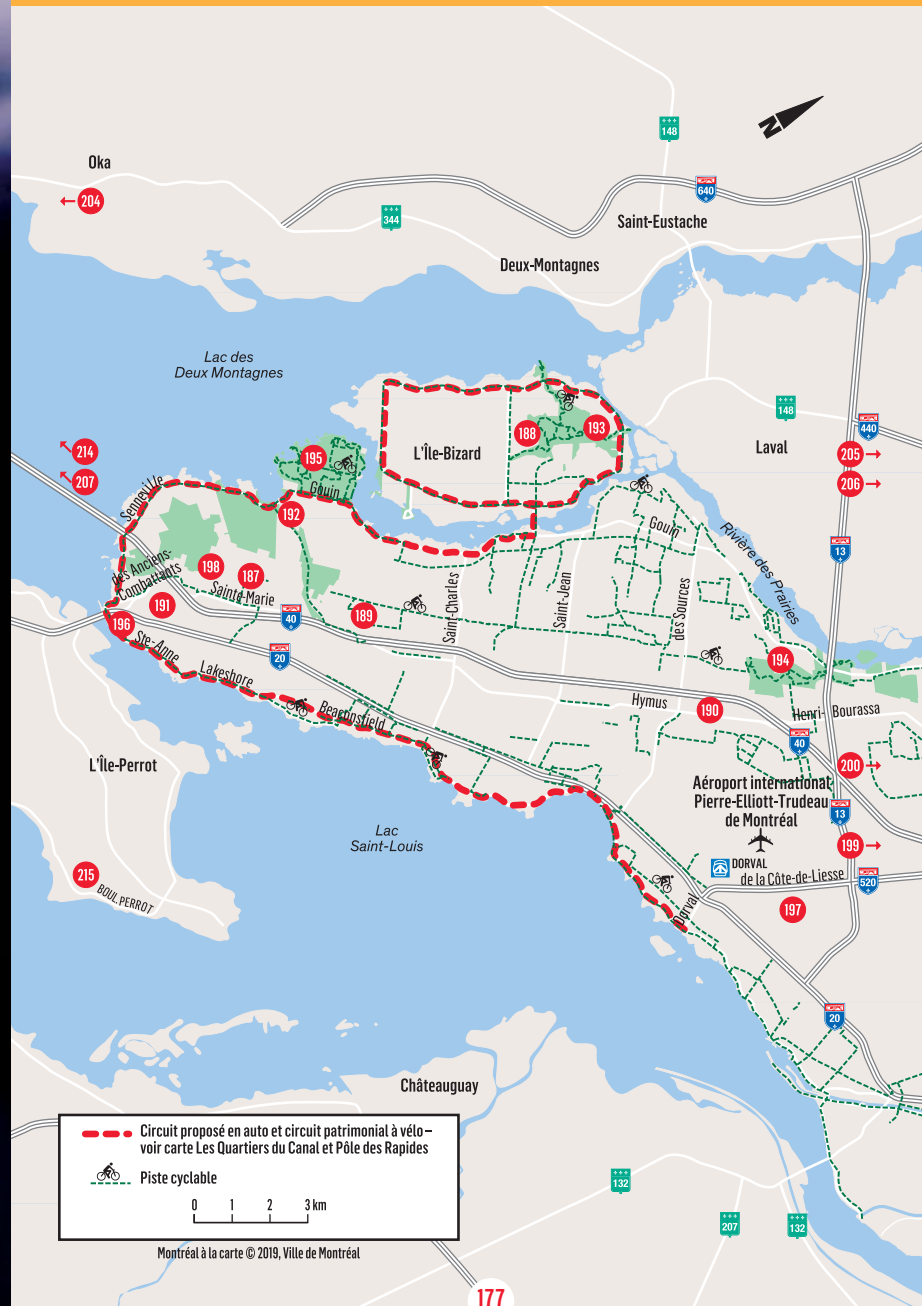 148
Oka
640
← 204
344
Saint-Eustache
Deux-Montagnes
Lac des
Deux Montagnes
148
440
188
193
Laval
214
L'Île-Bizard
205 →
195
207
206 →
Senneville
Gouin
192
Gouin
Rivière des Prairies
13
des Anciens-
Combattants
198
187
Sainte-Marie
191
Saint-Charles
Saint-Jean
des Sources
189
40
196
Ste-Anne
20
194
Lakeshore
Hymus
190
Beaconsfield
Henri-Bourassa
40
L'Île-Perrot
200 →
Aéroport international
Pierre-Elliott-Trudeau
de Montréal
13
Lac
Saint-Louis
199 →
DORVAL
215
de la Côte-de-Liesse
520
BOUL. PERROT
Dorval
197
20
Châteauguay
Circuit proposé en auto et circuit patrimonial à vélo –
voir carte Les Quartiers du Canal et Pôle des Rapides
Piste cyclable
0 1 2 3 km
132
207
132
Montréal à la carte © 2019, Ville de Montréal
177
N